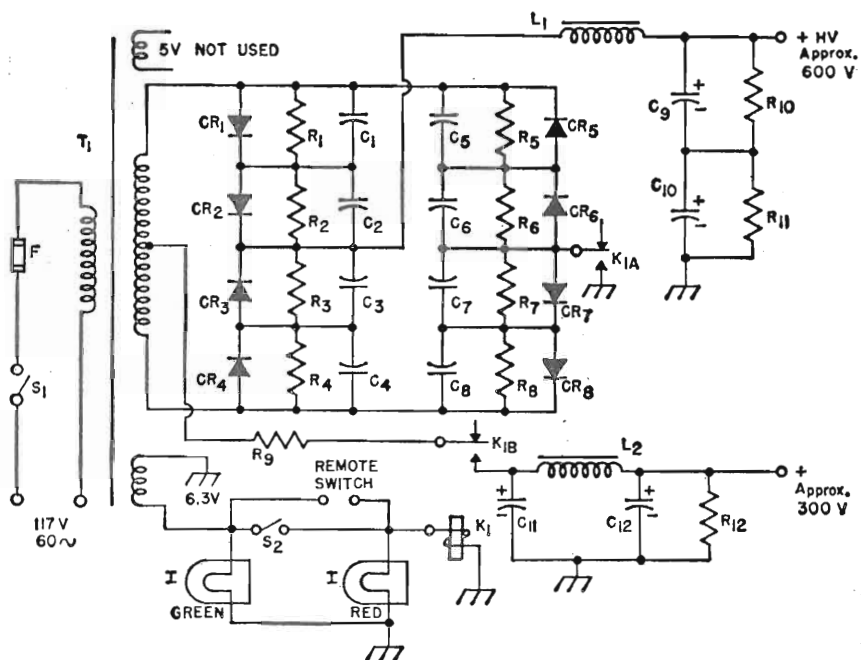 L1
+ HV
Approx.
600 V
5V NOT USED
T1
CR1
R1
C1
C5
R5
CR5
C9
R10
CR2
R2
C2
C6
R6
CR6
C10
R11
F
K1A
CR3
R3
C3
C7
R7
CR7
S1
CR4
R4
C4
C8
R8
CR8
R9
K1B
L2
+
Approx.
300 V
6.3V
REMOTE
SWITCH
117V
60~
S2
K1
C11
C12
R12
I
GREEN
I
RED